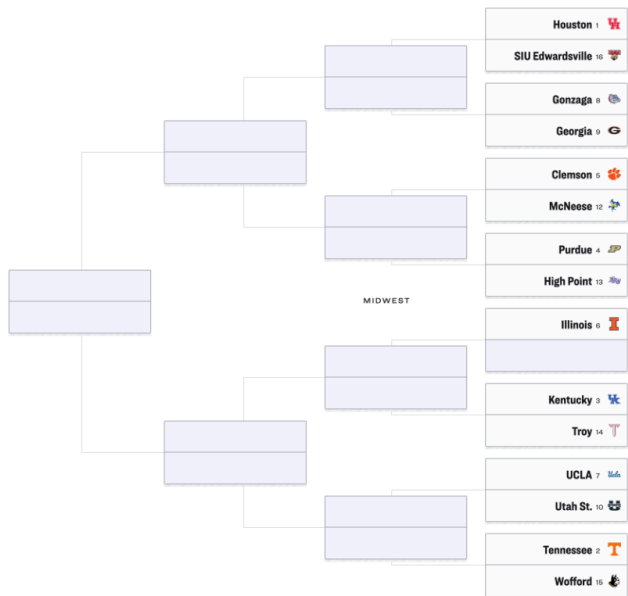 Houston 1
SIU Edwardsville 16
Gonzaga 8
Georgia 9
Clemson 5
McNeese 12
Purdue 4
High Point 13
MIDWEST
Illinois 6
Kentucky 3
Troy 14
UCLA 7
Ucla
Utah St. 10
Tennessee 2
Wofford 15